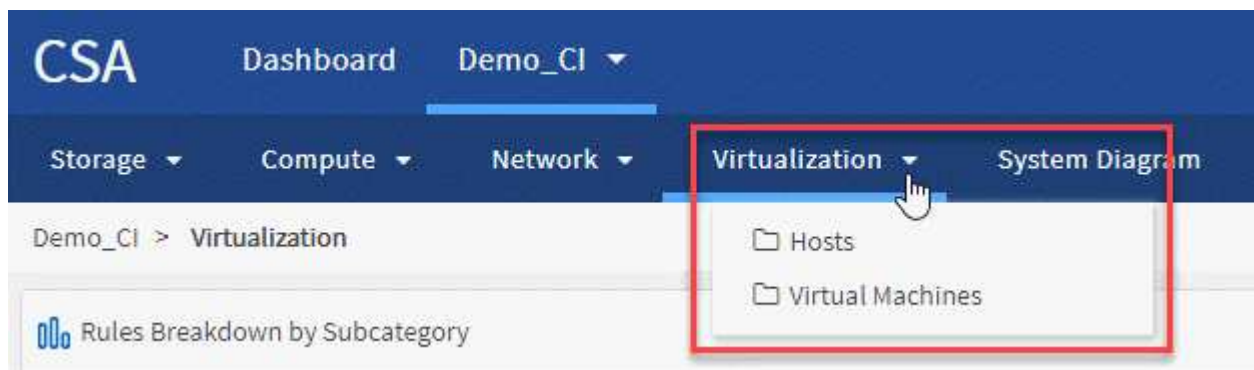 CSA Dashboard Demo_CI
Storage Compute Network Virtualization System Diagram
Demo_CI > Virtualization
Hosts
Virtual Machines
Rules Breakdown by Subcategory